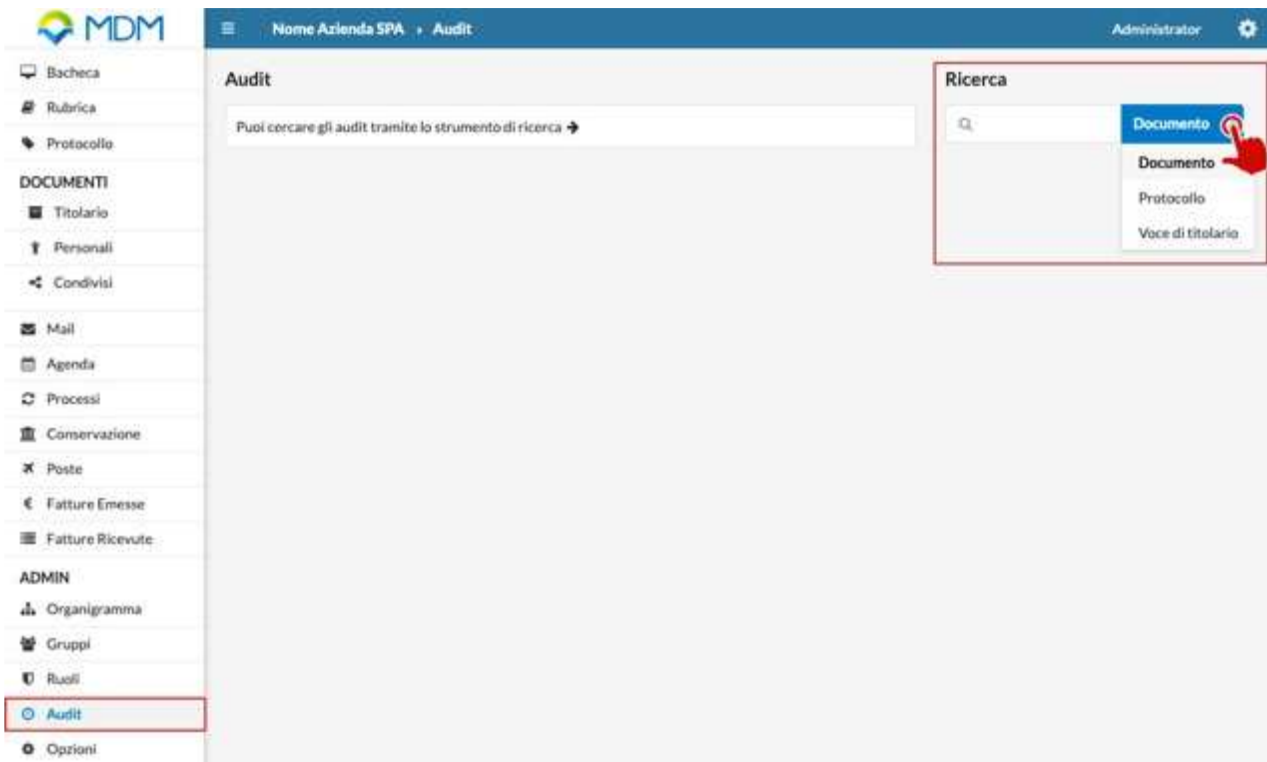 MDM
Nome Azienda SPA › Audit
Administrator
Bacheca
Rubrica
Protocollo
DOCUMENTI
Titolario
Personali
Condivisi
Mail
Agenda
Processi
Conservazione
Poste
Fatture Emesse
Fatture Ricevute
ADMIN
Organigramma
Gruppi
Ruoli
Audit
Opzioni
Audit
Puoi cercare gli audit tramite lo strumento di ricerca →
Ricerca
Documento
Documento
Protocollo
Voce di titolario